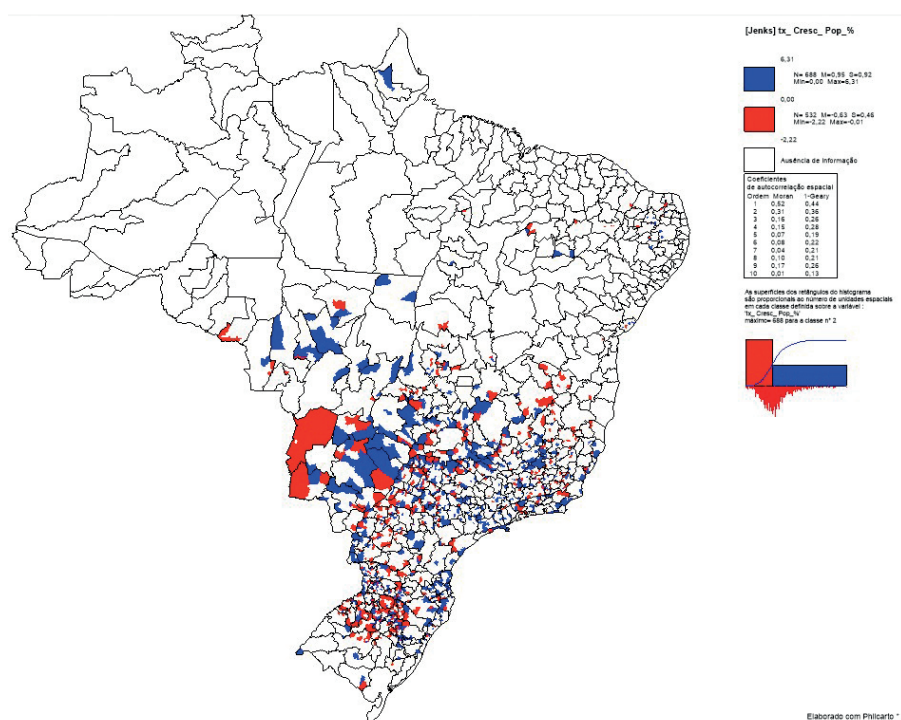 [Jenks] tx_ Cresc_ Pop_%
6,31
N= 688 M=0,95 S=0,92
Min=0,00 Max=6,31
0,00
N= 532 M=-0,63 S=0,46
Min=-2,22 Max=-0,01
-2,22
Ausência de Informação
Coeficientes
de autocorrelação espacial
Ordem Moran 1-Geary
1 0,52 0,44
2 0,31 0,36
3 0,16 0,26
4 0,15 0,28
5 0,07 0,19
6 0,08 0,22
7 0,04 0,21
8 0,10 0,21
9 0,17 0,26
10 0,01 0,13
As superfícies dos retângulos do histograma
são proporcionais ao número de unidades espaciais
em cada classe definida sobre a variável :
'tx_ Cresc_ Pop_%'
máximo= 688 para a classe n° 2
Elaborado com Philcarto *